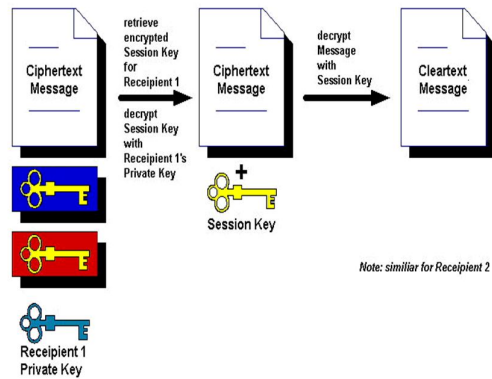 Ciphertext
Message
retrieve
encrypted
Session Key
for
Receipient 1
decrypt
Session Key
with
Receipient 1's
Private Key
Ciphertext
Message
+
Session Key
decrypt
Message
with
Session Key
Cleartext
Message
Note: similiar for Receipient 2
Receipient 1
Private Key